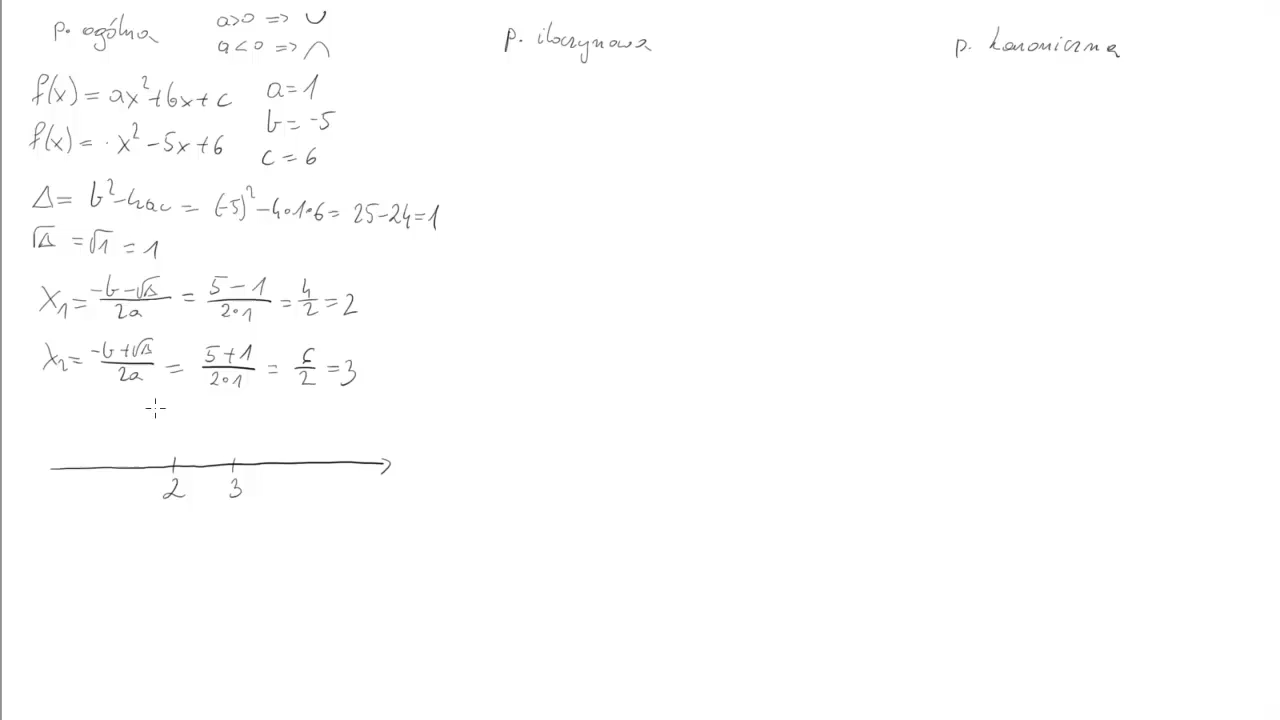 p. ogólna
a>0 => ∪
a<0 => ∩
f(x) = ax²+bx+c
a=1
f(x) = x²-5x+6
b=-5
c=6
Δ= b²-4ac = (-5)²-4•1•6= 25-24=1
√Δ =√1 =1
X₁= (-b-√Δ)/2a = (5-1)/(2•1) = 4/2 =2
X₂= (-b+√Δ)/2a = (5+1)/(2•1) = 6/2 =3
2 3
p. iloczynowa
p. kanoniczna